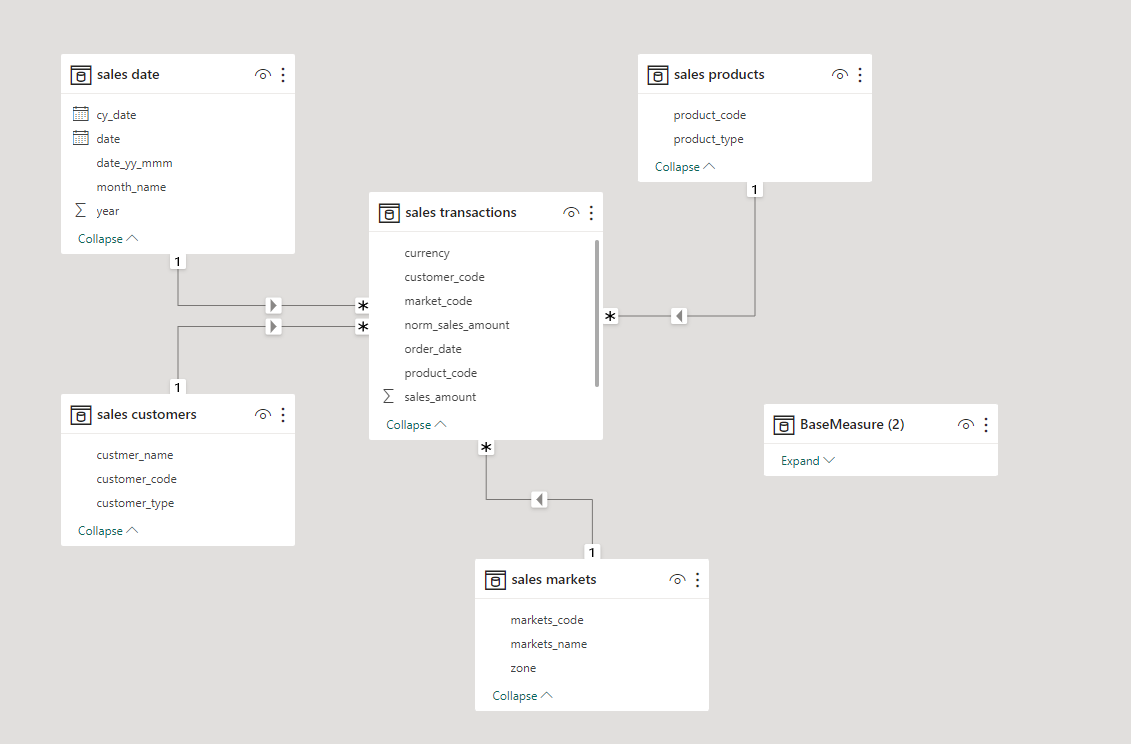 sales date
cy_date
date
date_yy_mmm
month_name
year
Collapse
1
sales products
product_code
product_type
Collapse
1
sales transactions
currency
customer_code
market_code
norm_sales_amount
order_date
product_code
sales_amount
Collapse
*
*
*
*
1
sales customers
custmer_name
customer_code
customer_type
Collapse
BaseMeasure (2)
Expand
1
sales markets
markets_code
markets_name
zone
Collapse